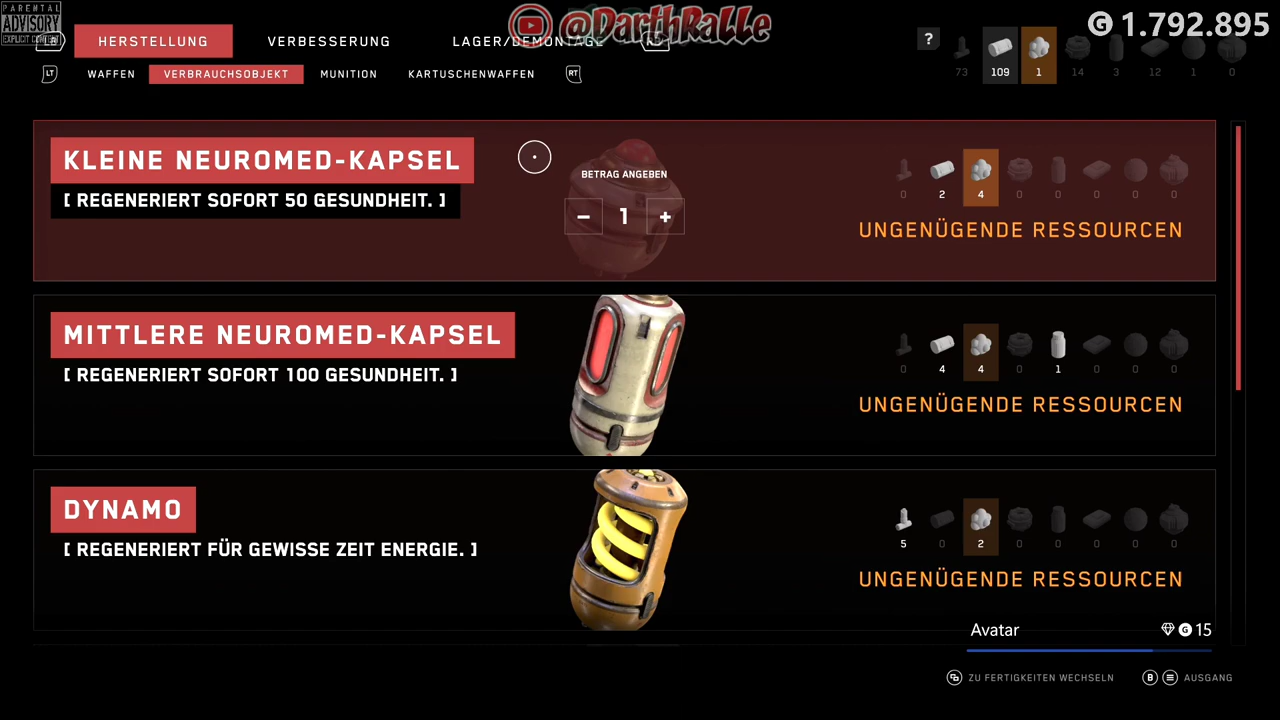 PARENTAL
ADVISORY
EXPLICIT CONTENT
@DarthRaLLe
G 1.792.895
LB HERSTELLUNG VERBESSERUNG LAGER/DEMONTAGE
?
LT WAFFEN VERBRAUCHSOBJEKT MUNITION KARTUSCHENWAFFEN RT
73 109 1 14 3 12 1 0
KLEINE NEUROMED-KAPSEL
[ REGENERIERT SOFORT 50 GESUNDHEIT. ]
BETRAG ANGEBEN
− 1 +
0 2 4 0 0 0 0 0
UNGENÜGENDE RESSOURCEN
MITTLERE NEUROMED-KAPSEL
[ REGENERIERT SOFORT 100 GESUNDHEIT. ]
0 4 4 0 1 0 0 0
UNGENÜGENDE RESSOURCEN
DYNAMO
[ REGENERIERT FÜR GEWISSE ZEIT ENERGIE. ]
5 0 2 0 0 0 0 0
UNGENÜGENDE RESSOURCEN
Avatar G 15
ZU FERTIGKEITEN WECHSELN B AUSGANG